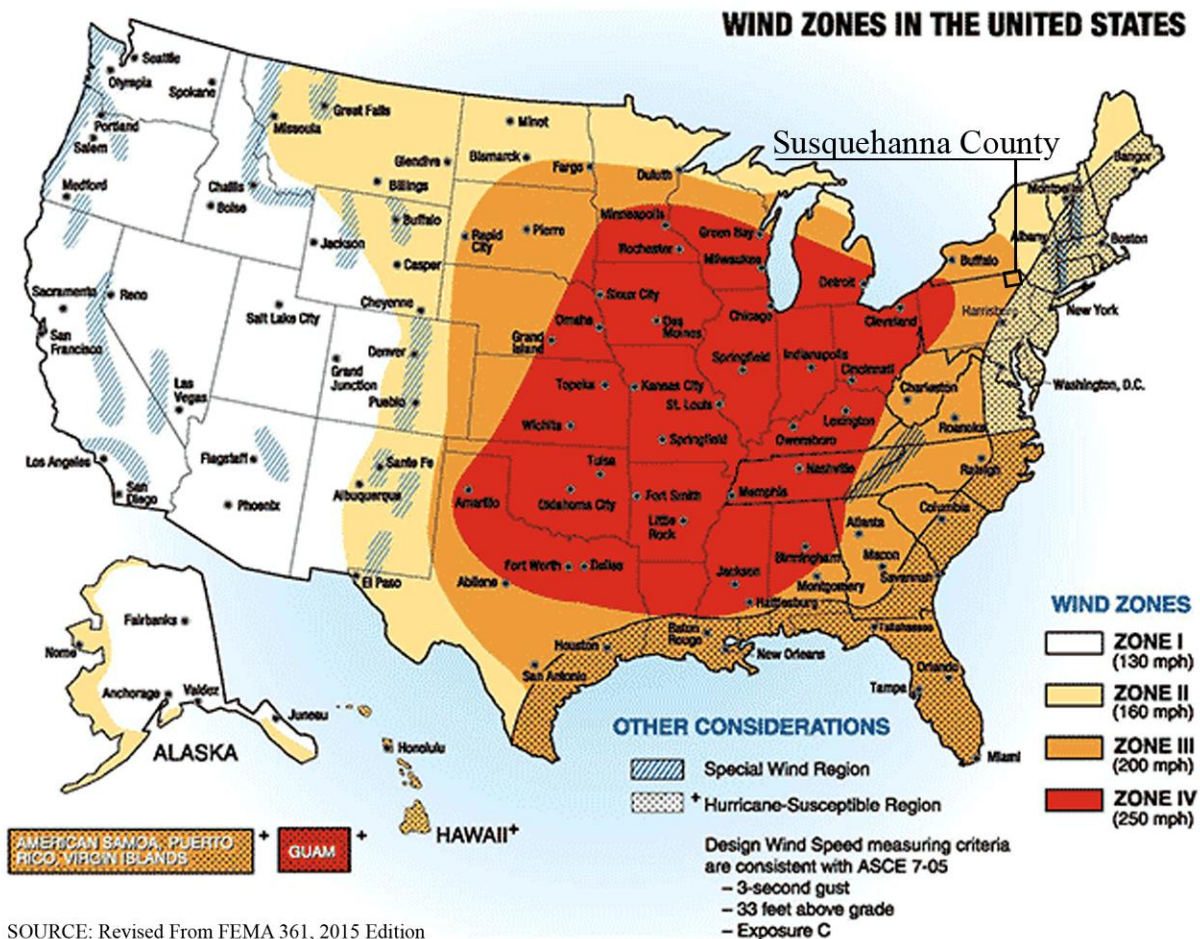 WIND ZONES IN THE UNITED STATES
Susquehanna County
Seattle
Olympia
Spokane
Portland
Salem
Medford
Missoula
Great Falls
Glendive
Billings
Challis
Boise
Buffalo
Jackson
Casper
Cheyenne
Minot
Bismarck
Fargo
Duluth
Rapid
City
Pierre
Minneapolis
Rochester
Green Bay
Milwaukee
Sioux City
Omaha
Des
Moines
Grand
Island
Chicago
Detroit
Cleveland
Buffalo
Albany
Montpelier
Bangor
Boston
New York
Harrisburg
Washington, D.C.
Sacramento
San
Francisco
Reno
Salt Lake City
Las
Vegas
Los Angeles
San
Diego
Flagstaff
Phoenix
Denver
Grand
Junction
Pueblo
Sante Fe
Albuquerque
El Paso
Topeka
Kansas City
Wichita
St. Louis
Springfield
Springfield
Indianapolis
Cincinnati
Lexington
Owensboro
Charleston
Roanoke
Raleigh
Nashville
Memphis
Tulsa
Oklahoma City
Fort Smith
Little
Rock
Amarillo
Fort Worth
Dallas
Abilene
Jackson
Hattiesburg
Birmingham
Montgomery
Atlanta
Macon
Columbia
Savannah
Tallahassee
Orlando
Tampa
Miami
Baton
Rouge
New Orleans
Houston
San Antonio
Fairbanks
Nome
Anchorage
Valdez
Juneau
ALASKA
Honolulu
HAWAII+
AMERICAN SAMOA, PUERTO
RICO, VIRGIN ISLANDS
+
GUAM
+
OTHER CONSIDERATIONS
Special Wind Region
+ Hurricane-Susceptible Region
Design Wind Speed measuring criteria
are consistent with ASCE 7-05
– 3-second gust
– 33 feet above grade
– Exposure C
WIND ZONES
ZONE I
(130 mph)
ZONE II
(160 mph)
ZONE III
(200 mph)
ZONE IV
(250 mph)
SOURCE: Revised From FEMA 361, 2015 Edition